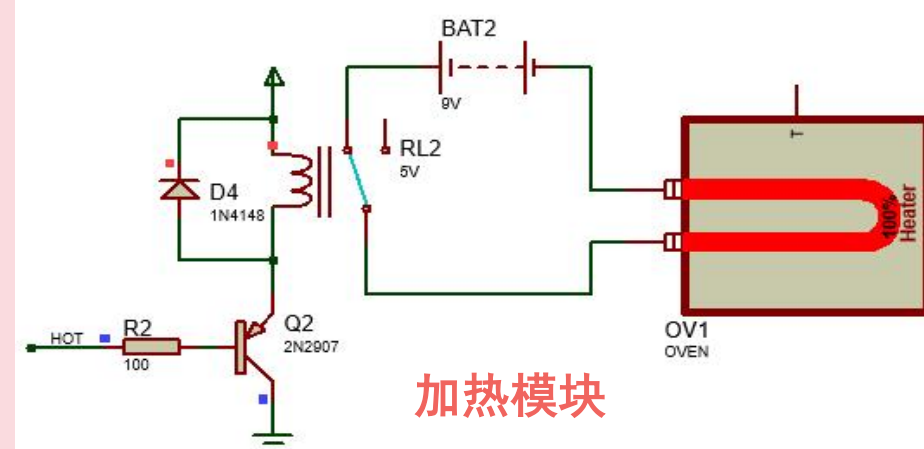 BAT2
9V
RL2
5V
D4
1N4148
T
100%
Heater
HOT
R2
100
Q2
2N2907
OV1
OVEN
加热模块